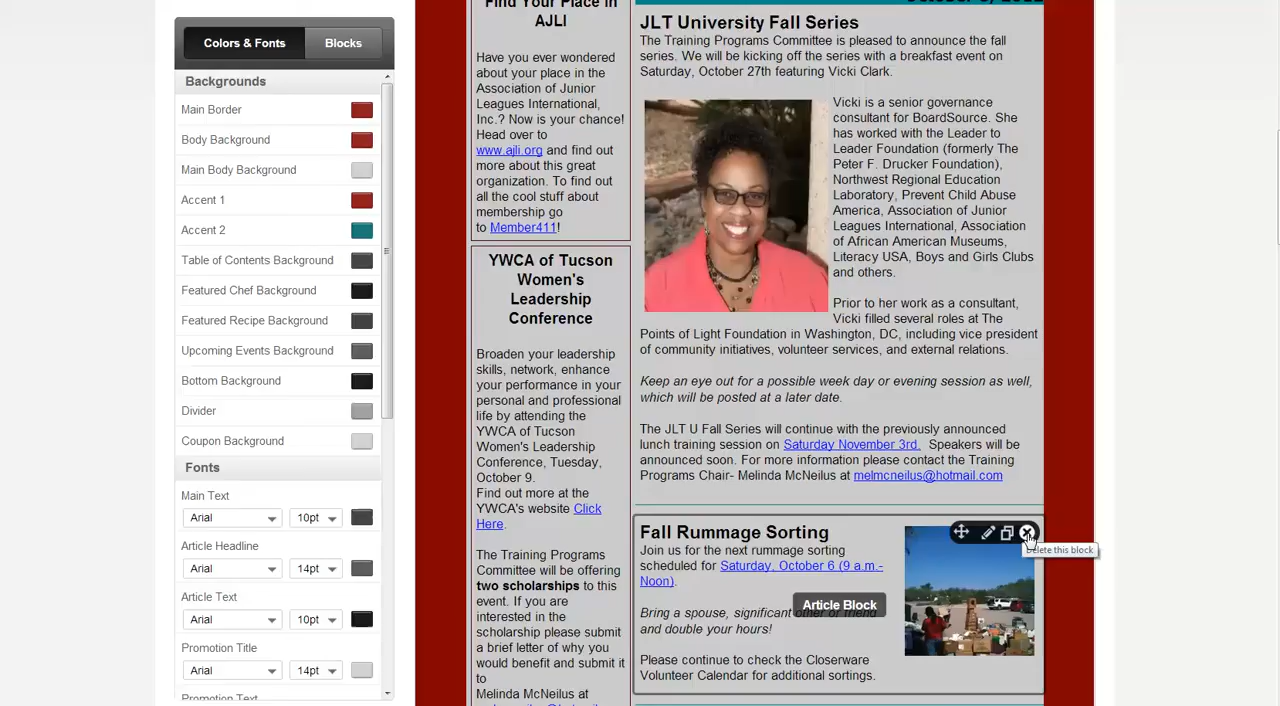 Colors & Fonts
Blocks
Backgrounds
Main Border
Body Background
Main Body Background
Accent 1
Accent 2
Table of Contents Background
Featured Chef Background
Featured Recipe Background
Upcoming Events Background
Bottom Background
Divider
Coupon Background
Fonts
Main Text
Arial 10pt
Article Headline
Arial 14pt
Article Text
Arial 10pt
Promotion Title
Arial 14pt
Promotion Text
Find Your Place in
AJLI
Have you ever wondered
about your place in the
Association of Junior
Leagues International,
Inc.? Now is your chance!
Head over to
www.ajli.org and find out
more about this great
organization. To find out
all the cool stuff about
membership go
to Member411!
YWCA of Tucson
Women's
Leadership
Conference
Broaden your leadership
skills, network, enhance
your performance in your
personal and professional
life by attending the
YWCA of Tucson
Women's Leadership
Conference, Tuesday,
October 9.
Find out more at the
YWCA's website Click
Here.
The Training Programs
Committee will be offering
two scholarships to this
event. If you are
interested in the
scholarship please submit
a brief letter of why you
would benefit and submit it
to
Melinda McNeilus at
JLT University Fall Series
The Training Programs Committee is pleased to announce the fall
series. We will be kicking off the series with a breakfast event on
Saturday, October 27th featuring Vicki Clark.
Vicki is a senior governance
consultant for BoardSource. She
has worked with the Leader to
Leader Foundation (formerly The
Peter F. Drucker Foundation),
Northwest Regional Education
Laboratory, Prevent Child Abuse
America, Association of Junior
Leagues International, Association
of African American Museums,
Literacy USA, Boys and Girls Clubs
and others.
Prior to her work as a consultant,
Vicki filled several roles at The
Points of Light Foundation in Washington, DC, including vice president
of community initiatives, volunteer services, and external relations.
Keep an eye out for a possible week day or evening session as well,
which will be posted at a later date.
The JLT U Fall Series will continue with the previously announced
lunch training session on Saturday November 3rd. Speakers will be
announced soon. For more information please contact the Training
Programs Chair- Melinda McNeilus at melmcneilus@hotmail.com
Fall Rummage Sorting
Join us for the next rummage sorting
scheduled for Saturday, October 6 (9 a.m.-
Noon).
Bring a spouse, significant other or friend
and double your hours!
Please continue to check the Closerware
Volunteer Calendar for additional sortings.
Article Block
Delete this block